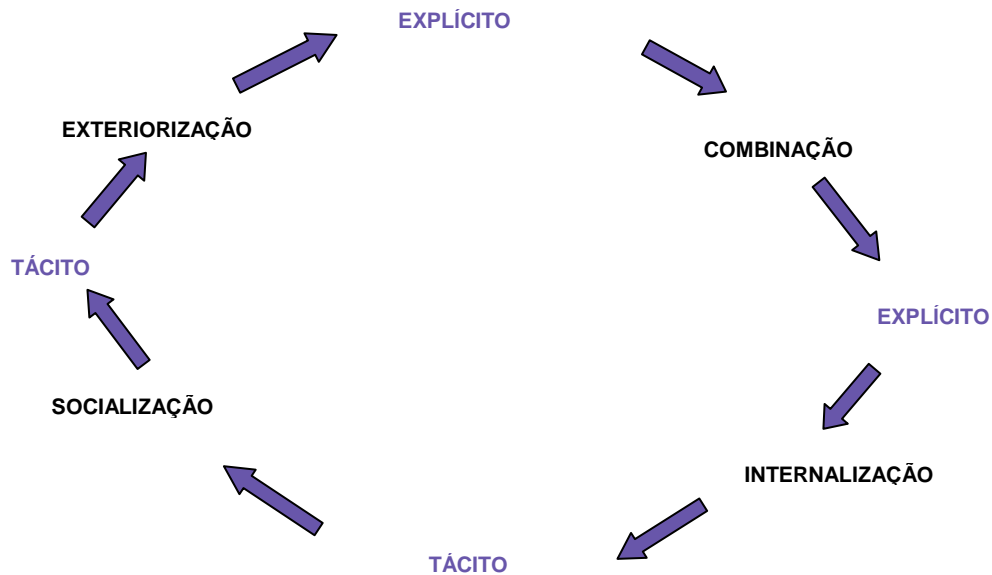 EXPLÍCITO
EXTERIORIZAÇÃO
COMBINAÇÃO
TÁCITO
EXPLÍCITO
SOCIALIZAÇÃO
INTERNALIZAÇÃO
TÁCITO